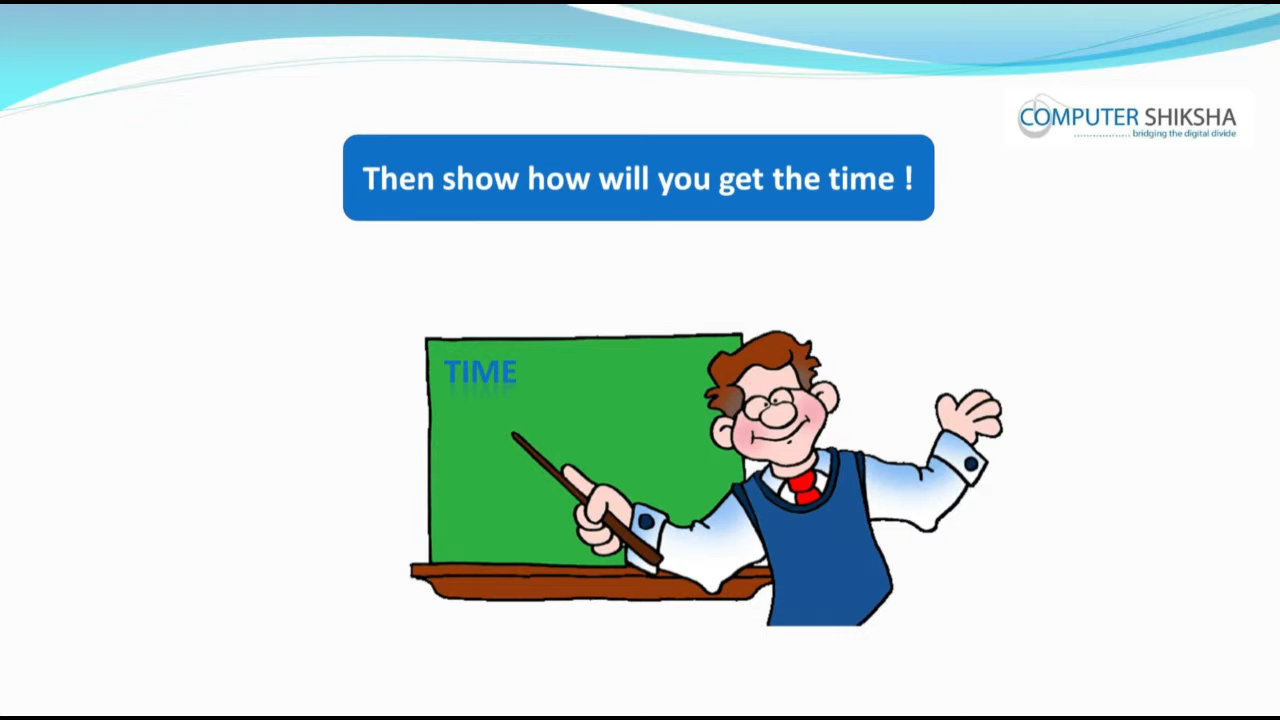 COMPUTER SHIKSHA
bridging the digital divide
Then show how will you get the time !
TIME